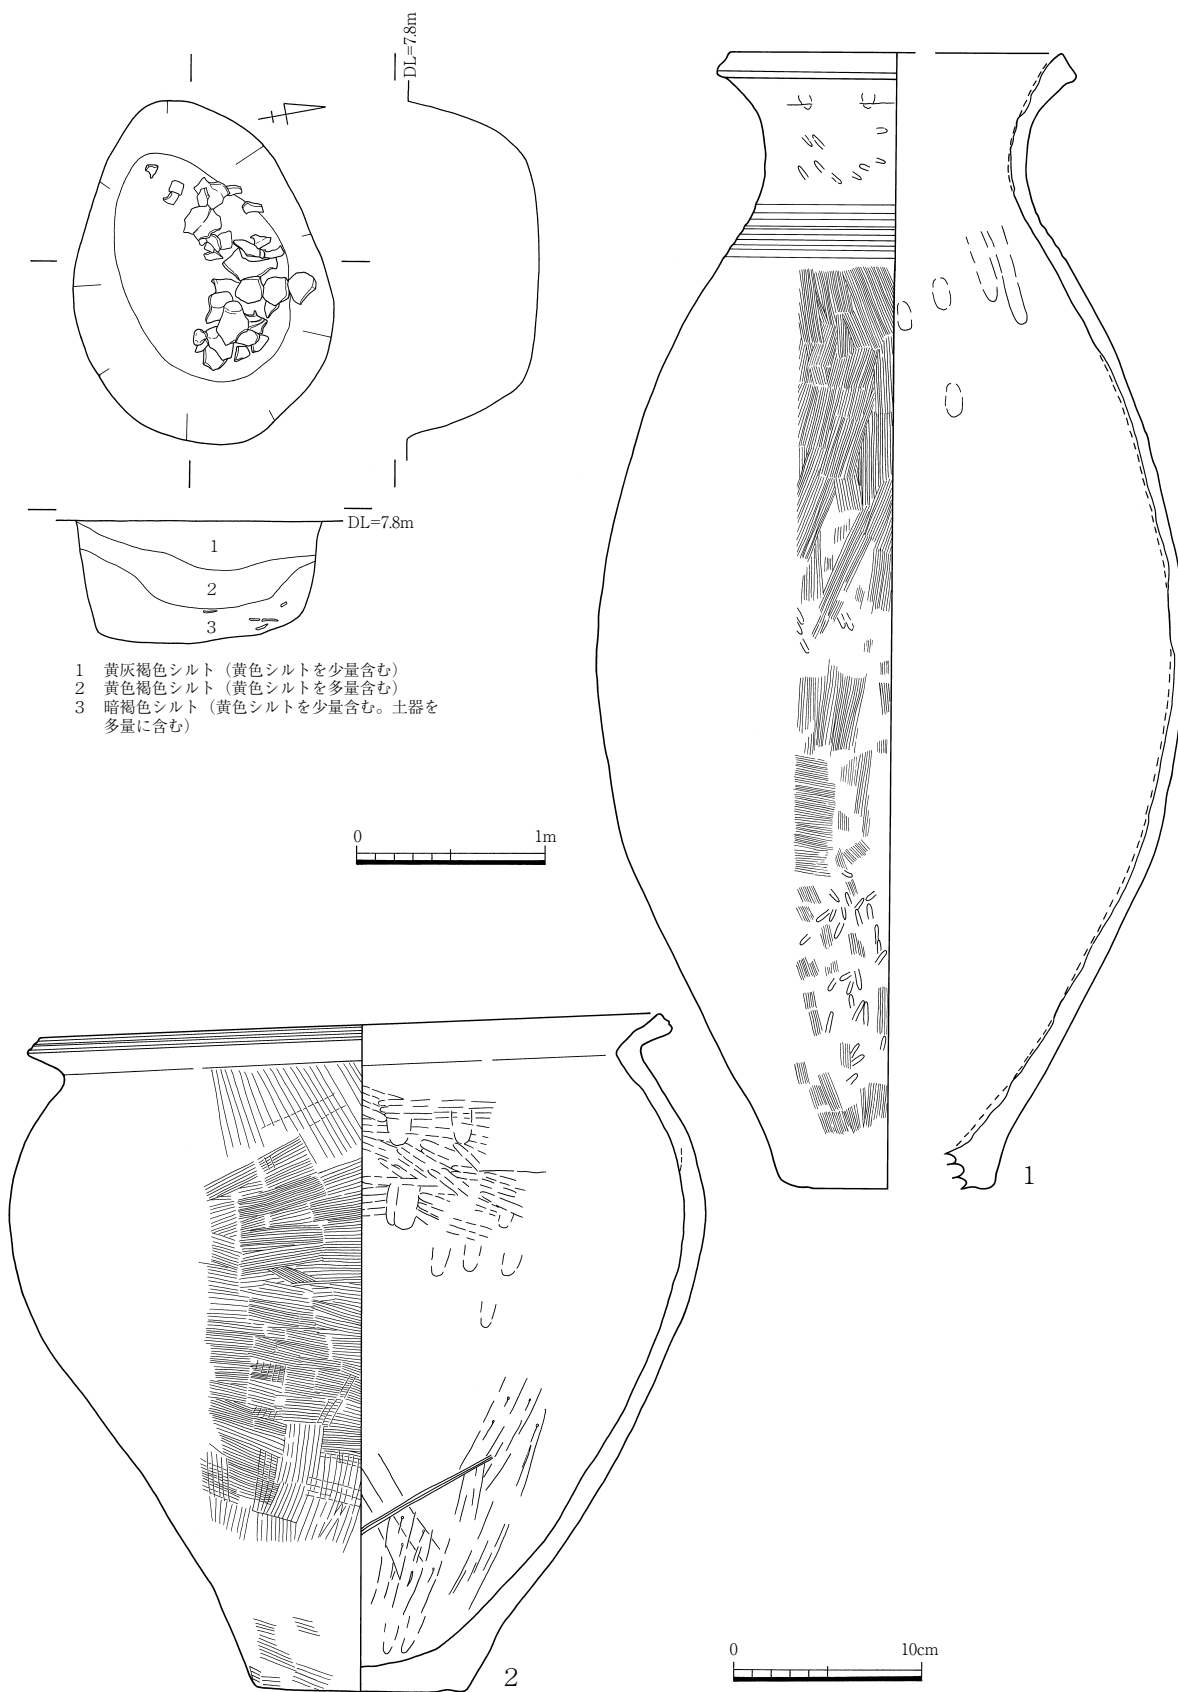 DL=7.8m
DL=7.8m
1
2
3
1 黄灰褐色シルト（黄色シルトを少量含む）
2 黄色褐色シルト（黄色シルトを多量含む）
3 暗褐色シルト（黄色シルトを少量含む。土器を
多量に含む）
0 1m
1
2
0 10cm